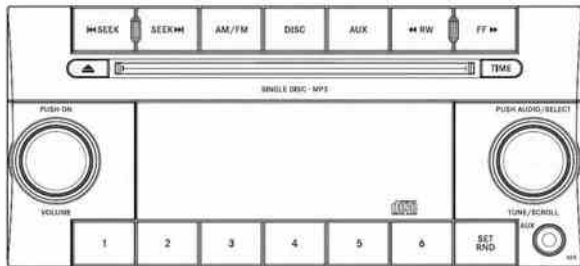 ⏮ SEEK SEEK ⏭ AM/FM DISC AUX ◀◀ RW FF ▶▶
TIME
SINGLE DISC - MP3
PUSH-ON PUSH AUDIO/SELECT
VOLUME TUNE/SCROLL
1 2 3 4 5 6 SET RND AUX